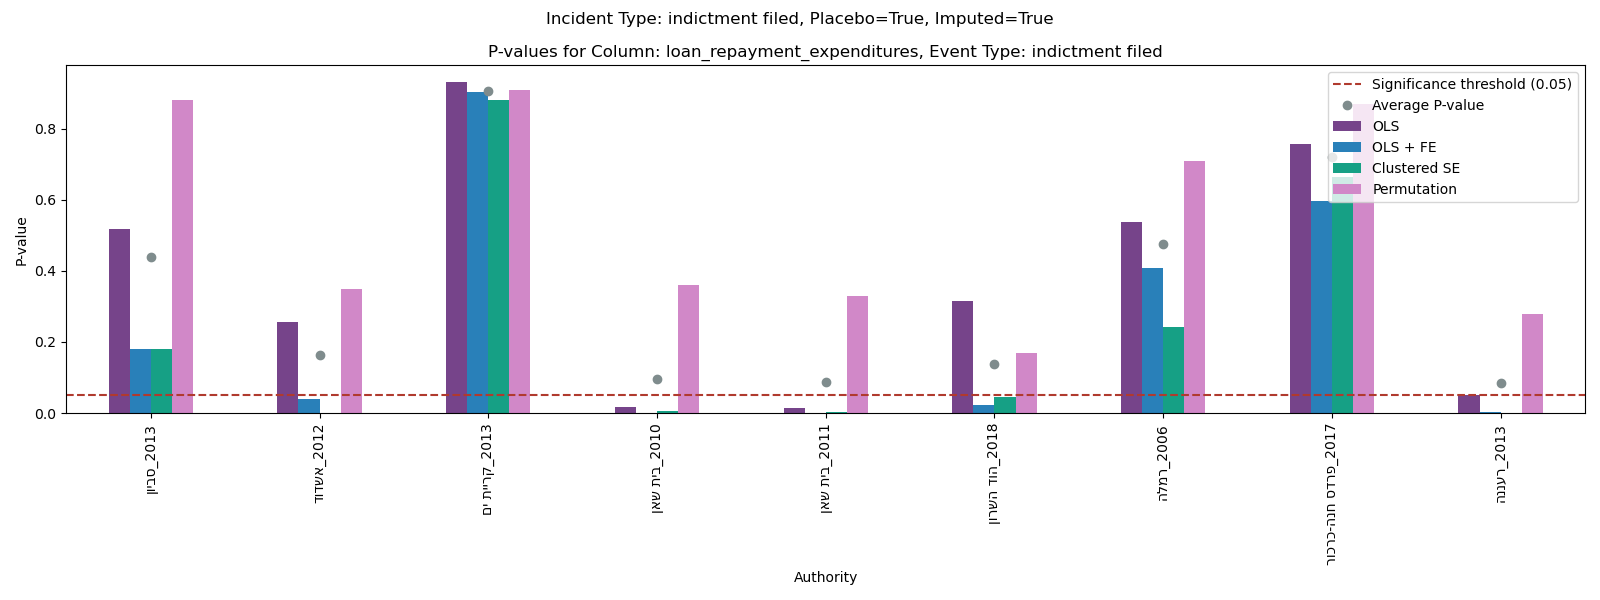 Incident Type: indictment filed, Placebo=True, Imputed=True
P-values for Column: loan_repayment_expenditures, Event Type: indictment filed
Significance threshold (0.05)
Average P-value
OLS
OLS + FE
Clustered SE
Permutation
P-value
0.8
0.6
0.4
0.2
0.0
סביון_2013
אשדוד_2012
קריית ים_2013
בית שאן_2010
בית שאן_2011
הוד השרון_2018
רמלה_2006
פרדס חנה-כרכור_2017
רעננה_2013
Authority